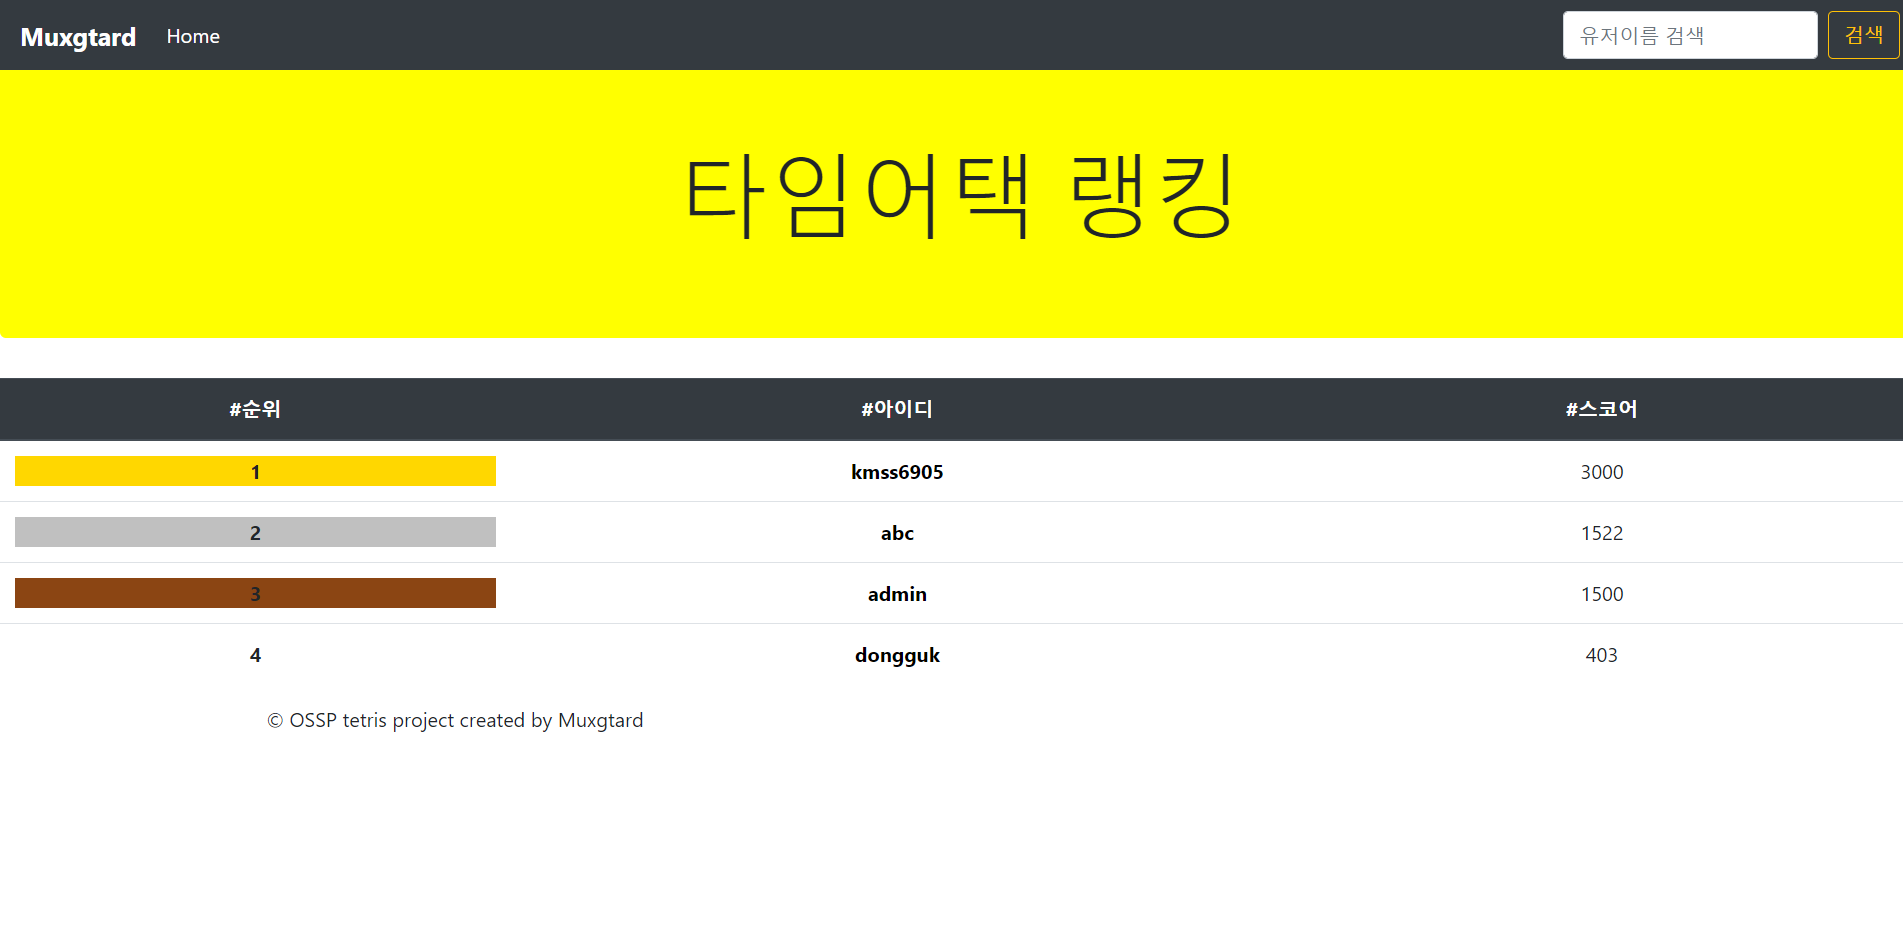 Muxgtard Home 유저이름 검색 검색
타임어택 랭킹
#순위 #아이디 #스코어
1 kmss6905 3000
2 abc 1522
3 admin 1500
4 dongguk 403
© OSSP tetris project created by Muxgtard